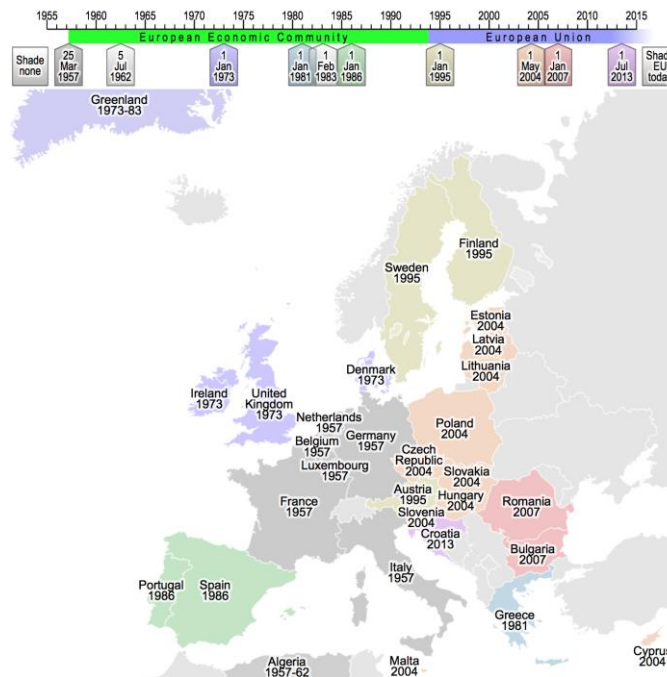 1955 1960 1965 1970 1975 1980 1985 1990 1995 2000 2005 2010 2015
European Economic Community European Union
Shade
none
25
Mar
1957
5
Jul
1962
1
Jan
1973
1
Jan
1981
1
Feb
1983
1
Jan
1986
1
Jan
1995
1
May
2004
1
Jan
2007
1
Jul
2013
Shad
EU
toda
Greenland
1973-83
Finland
1995
Sweden
1995
Estonia
2004
Latvia
2004
Lithuania
2004
Denmark
1973
Ireland
1973
United
Kingdom
1973
Netherlands
1957
Belgium
1957
Luxembourg
1957
Germany
1957
Poland
2004
Czech
Republic
2004
Slovakia
2004
Austria
1995
Hungary
2004
Slovenia
2004
Croatia
2013
Romania
2007
Bulgaria
2007
France
1957
Italy
1957
Portugal
1986
Spain
1986
Greece
1981
Algeria
1957-62
Malta
2004
Cyprus
2004